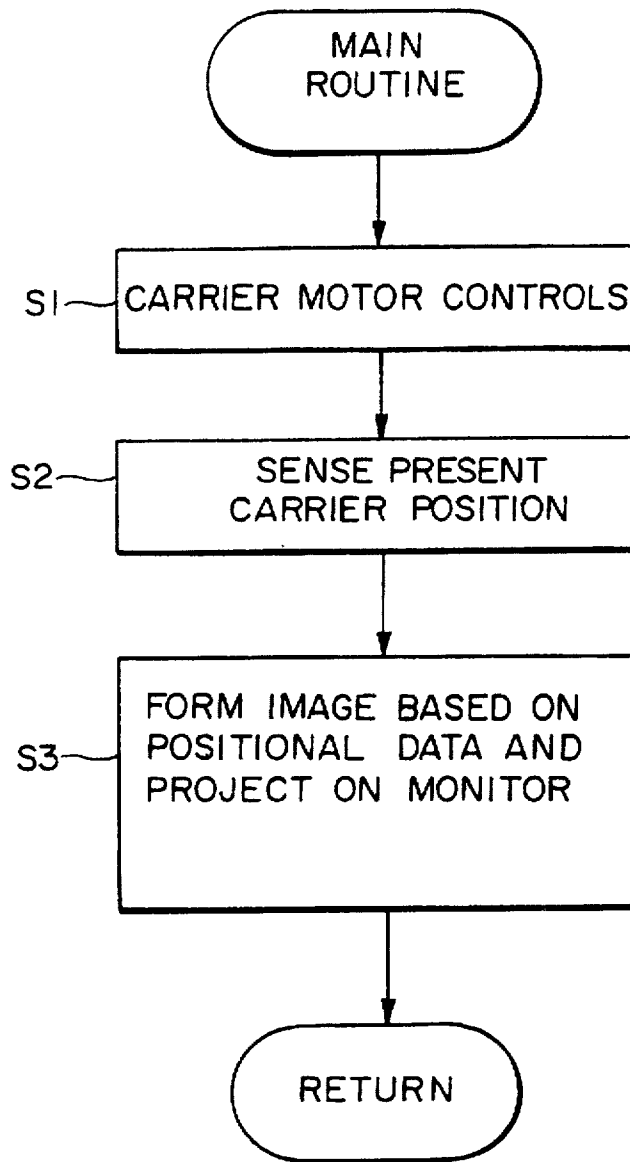 MAIN
ROUTINE
S1 CARRIER MOTOR CONTROLS
S2 SENSE PRESENT
CARRIER POSITION
FORM IMAGE BASED ON
S3 POSITIONAL DATA AND
PROJECT ON MONITOR
RETURN